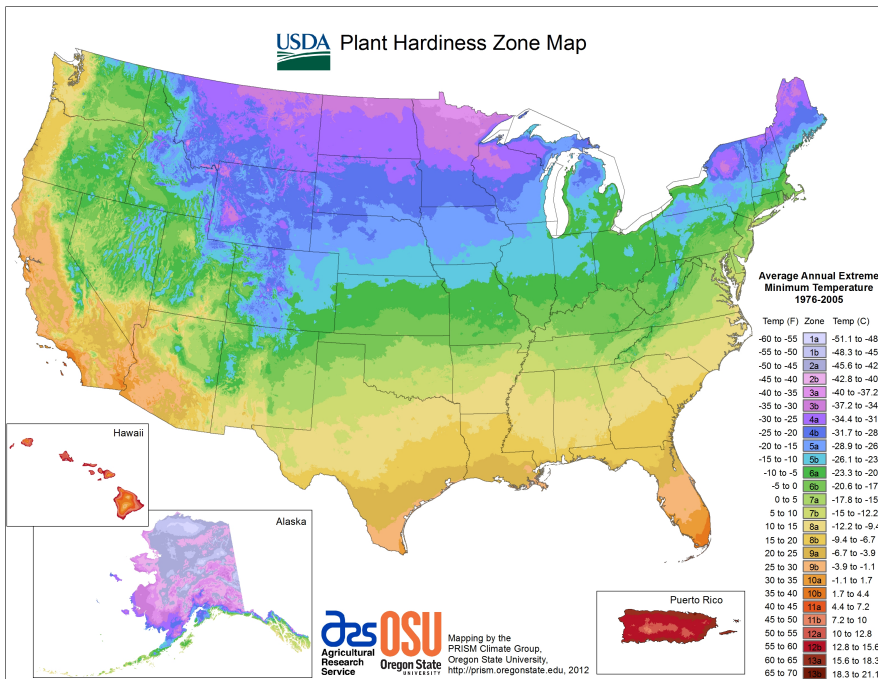 USDA Plant Hardiness Zone Map
Average Annual Extreme
Minimum Temperature
1976-2005
Temp (F) Zone Temp (C)
-60 to -55 1a -51.1 to -48
-55 to -50 1b -48.3 to -45
-50 to -45 2a -45.6 to -42
-45 to -40 2b -42.8 to -40
-40 to -35 3a -40 to -37.2
-35 to -30 3b -37.2 to -34
-30 to -25 4a -34.4 to -31
-25 to -20 4b -31.7 to -28
-20 to -15 5a -28.9 to -26
-15 to -10 5b -26.1 to -23
-10 to -5 6a -23.3 to -20
-5 to 0 6b -20.6 to -17
0 to 5 7a -17.8 to -15
5 to 10 7b -15 to -12.2
10 to 15 8a -12.2 to -9.4
15 to 20 8b -9.4 to -6.7
20 to 25 9a -6.7 to -3.9
25 to 30 9b -3.9 to -1.1
30 to 35 10a -1.1 to 1.7
35 to 40 10b 1.7 to 4.4
40 to 45 11a 4.4 to 7.2
45 to 50 11b 7.2 to 10
50 to 55 12a 10 to 12.8
55 to 60 12b 12.8 to 15.6
60 to 65 13a 15.6 to 18.3
65 to 70 13b 18.3 to 21.1
Hawaii
Alaska
Puerto Rico
ars
Agricultural
Research
Service
OSU
Oregon State
UNIVERSITY
Mapping by the
PRISM Climate Group,
Oregon State University,
http://prism.oregonstate.edu, 2012